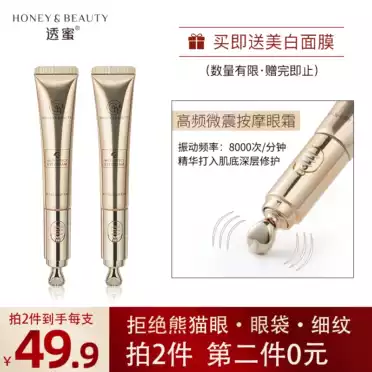 HONEY & BEAUTY
透蜜®
买即送美白面膜
(数量有限·赠完即止)
高频微震按摩眼霜
振动频率：8000次/分钟
精华打入肌底深层修护
拍2件到手每支
¥49.9
拒绝熊猫眼·眼袋·细纹
拍2件 第二件0元